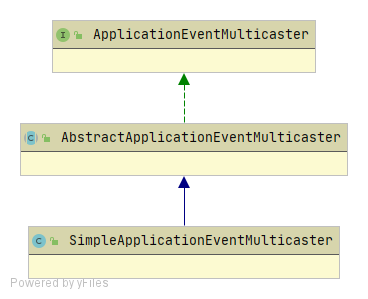 I ApplicationEventMulticaster
C AbstractApplicationEventMulticaster
C SimpleApplicationEventMulticaster
Powered by yFiles